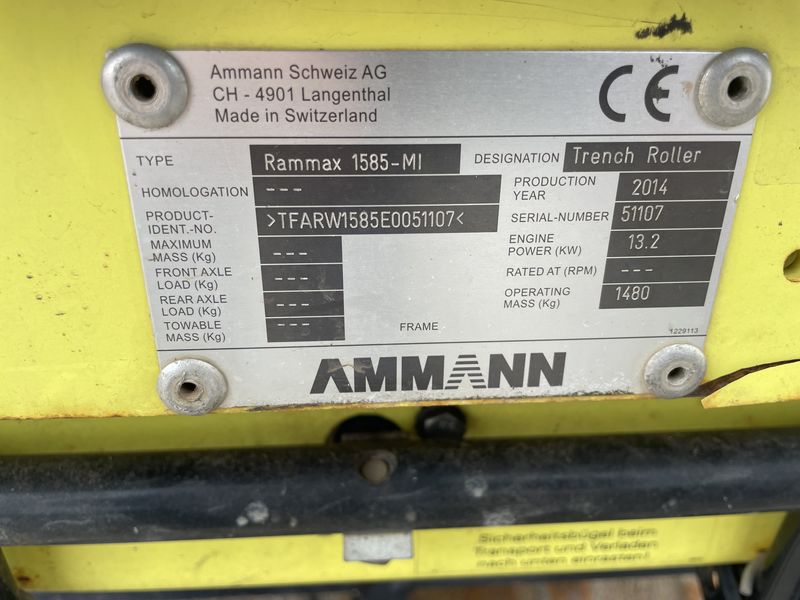 Ammann Schweiz AG
CH - 4901 Langenthal
Made in Switzerland
CE
TYPE Rammax 1585-MI
DESIGNATION Trench Roller
HOMOLOGATION ---
PRODUCTION
YEAR 2014
PRODUCT-
IDENT.-NO. >TFARW1585E0051107<
SERIAL-NUMBER 51107
MAXIMUM
MASS (Kg) ---
ENGINE
POWER (KW) 13.2
FRONT AXLE
LOAD (Kg) ---
RATED AT (RPM) ---
REAR AXLE
LOAD (Kg) ---
OPERATING
MASS (Kg) 1480
TOWABLE
MASS (Kg) ---
FRAME
1229113
AMMANN
Sicherheitsbügel beim
Transport und Verladen
nach unten einrasten!